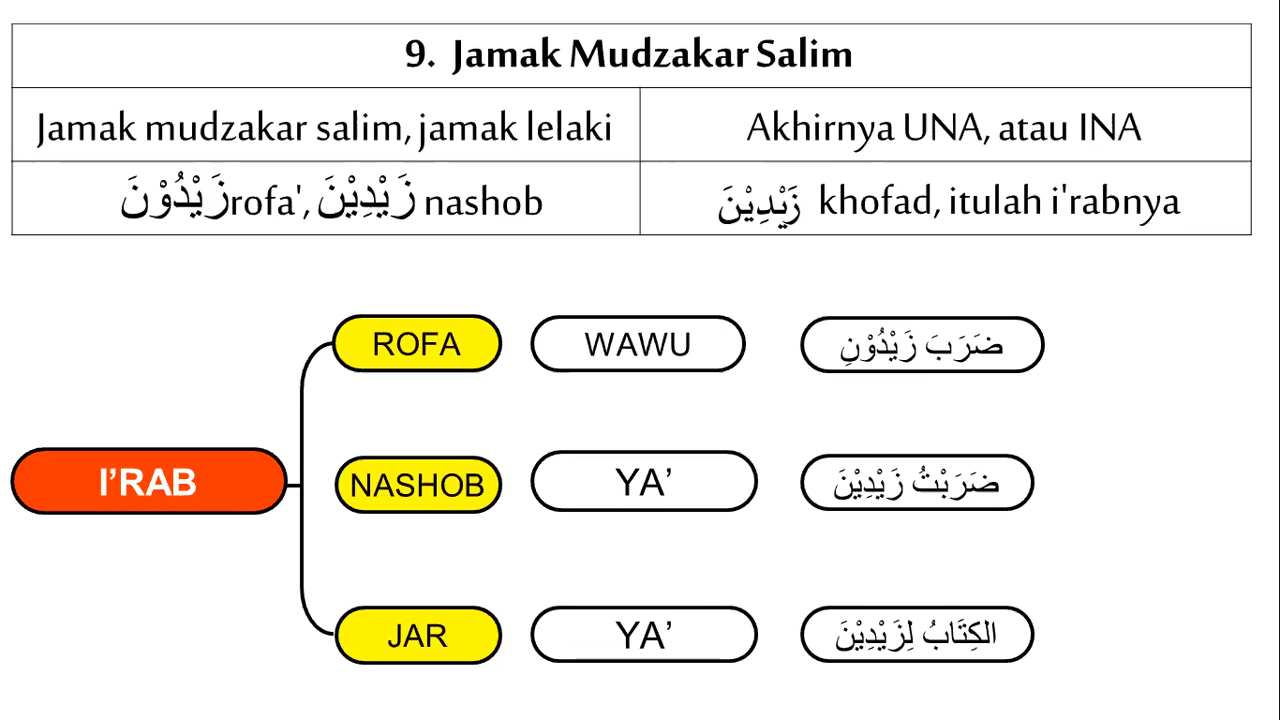 9. Jamak Mudzakar Salim
Jamak mudzakar salim, jamak lelaki
Akhirnya UNA, atau INA
زَيْدُوْنَ rofa', زَيْدِيْنَ nashob
زَيْدِيْنَ khofad, itulah i'rabnya
ROFA
WAWU
ضَرَبَ زَيْدُوْنِ
I'RAB
NASHOB
YA'
ضَرَبْتُ زَيْدِيْنَ
JAR
YA'
الكِتَابُ لِزَيْدِيْنَ